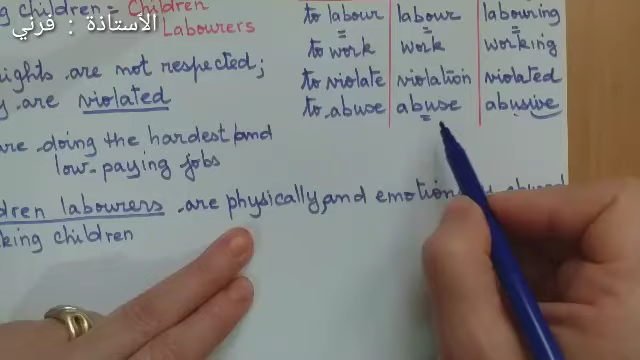 الأستاذة : فرني
ng children = Children
Labourers
ights are not respected;
y are violated
are doing the hardest and
low-paying jobs
dren labourers are physically, and emotion
king children
to labour labour labouring
= = =
to work work working
to violate violation violated
to abuse abuse abusive
=